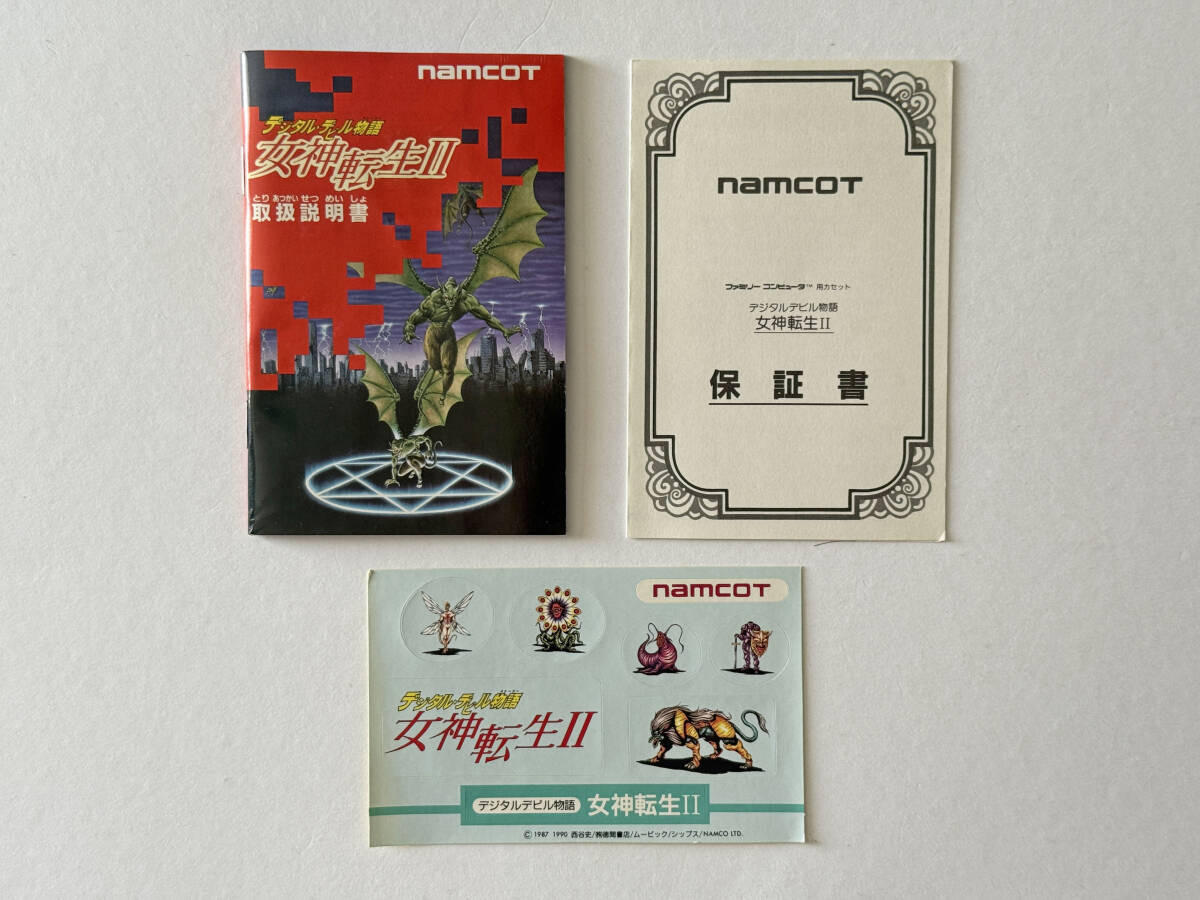 namcoT
デジタル・デビル物語
女神転生II
とりあつかいせつめいしょ
取扱説明書
namcoT
ファミリー コンピュータ™ 用カセット
デジタルデビル物語
女神転生II
保証書
namcoT
デジタル・デビル物語
女神転生II
デジタルデビル物語 女神転生II
© 1987 1990 西谷史/㈱徳間書店/ムービック/シップス/NAMCO LTD.